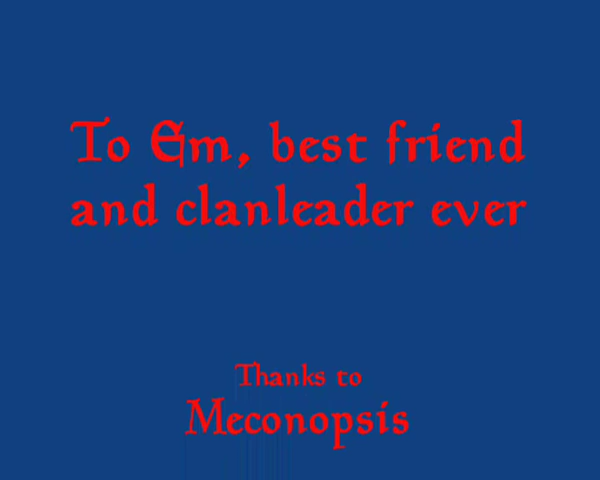 To Em, best friend
and clanleader ever
Thanks to
Meconopsis